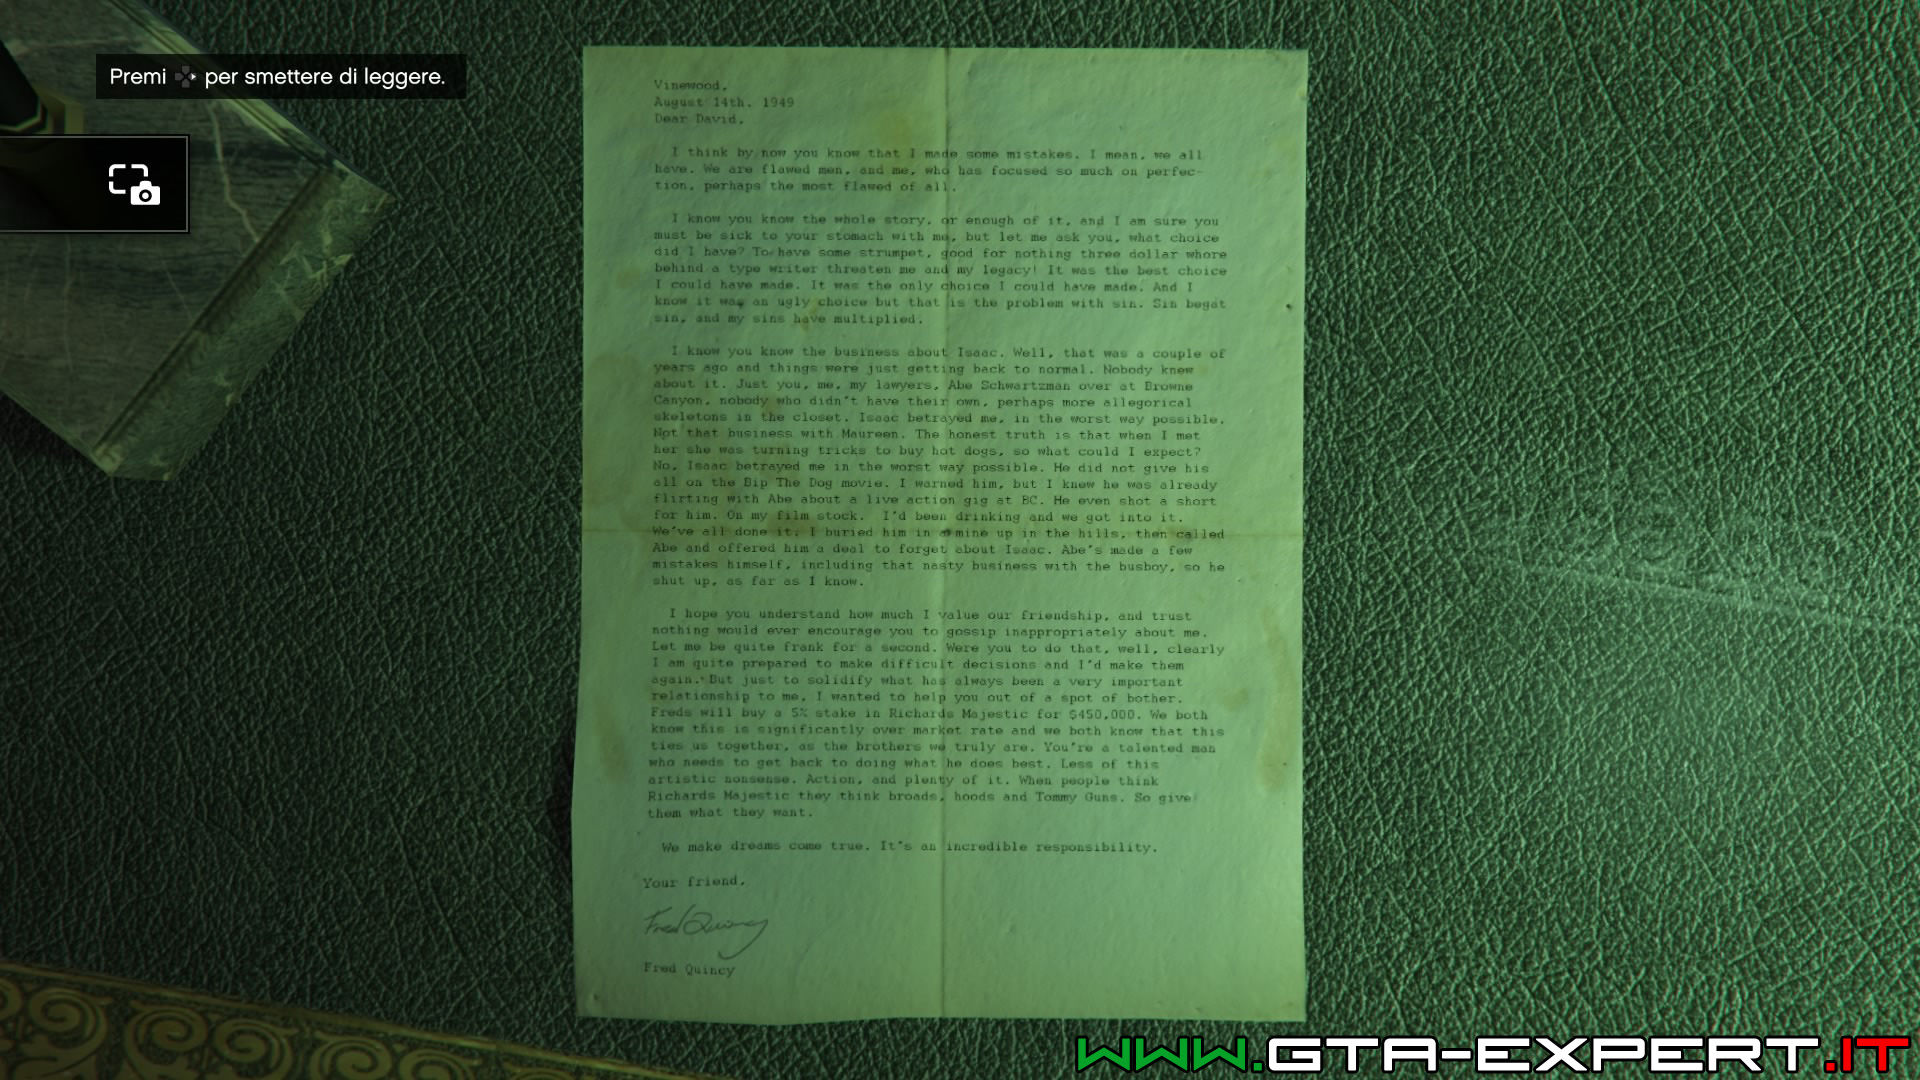 Premi per smettere di leggere.
Vinewood,
August 14th, 1949
Dear David,
I think by now you know that I made some mistakes. I mean, we all
have. We are flawed men, and me, who has focused so much on perfec-
tion, perhaps the most flawed of all.
I know you know the whole story, or enough of it, and I am sure you
must be sick to your stomach with me, but let me ask you, what choice
did I have? To have some strumpet, good for nothing three dollar whore
behind a type writer threaten me and my legacy! It was the best choice
I could have made. It was the only choice I could have made. And I
know it was an ugly choice but that is the problem with sin. Sin begat
sin, and my sins have multiplied.
I know you know the business about Isaac. Well, that was a couple of
years ago and things were just getting back to normal. Nobody knew
about it. Just you, me, my lawyers, Abe Schwartzman over at Browne
Canyon, nobody who didn't have their own, perhaps more allegorical
skeletons in the closet. Isaac betrayed me, in the worst way possible.
Not that business with Maureen. The honest truth is that when I met
her she was turning tricks to buy hot dogs, so what could I expect?
No, Isaac betrayed me in the worst way possible. He did not give his
all on the Bip The Dog movie. I warned him, but I knew he was already
flirting with Abe about a live action gig at BC. He even shot a short
for him. On my film stock. I'd been drinking and we got into it.
We've all done it. I buried him in a mine up in the hills, then called
Abe and offered him a deal to forget about Isaac. Abe's made a few
mistakes himself, including that nasty business with the busboy, so he
shut up, as far as I know.
I hope you understand how much I value our friendship, and trust
nothing would ever encourage you to gossip inappropriately about me.
Let me be quite frank for a second. Were you to do that, well, clearly
I am quite prepared to make difficult decisions and I'd make them
again. But just to solidify what has always been a very important
relationship to me, I wanted to help you out of a spot of bother.
Freds will buy a 5% stake in Richards Majestic for $450,000. We both
know this is significantly over market rate and we both know that this
ties us together, as the brothers we truly are. You're a talented man
who needs to get back to doing what he does best. Less of this
artistic nonsense. Action, and plenty of it. When people think
Richards Majestic they think broads, hoods and Tommy Guns. So give
them what they want.
We make dreams come true. It's an incredible responsibility.
Your friend,
Fred Quincy
Fred Quincy
WWW.GTA-EXPERT.IT